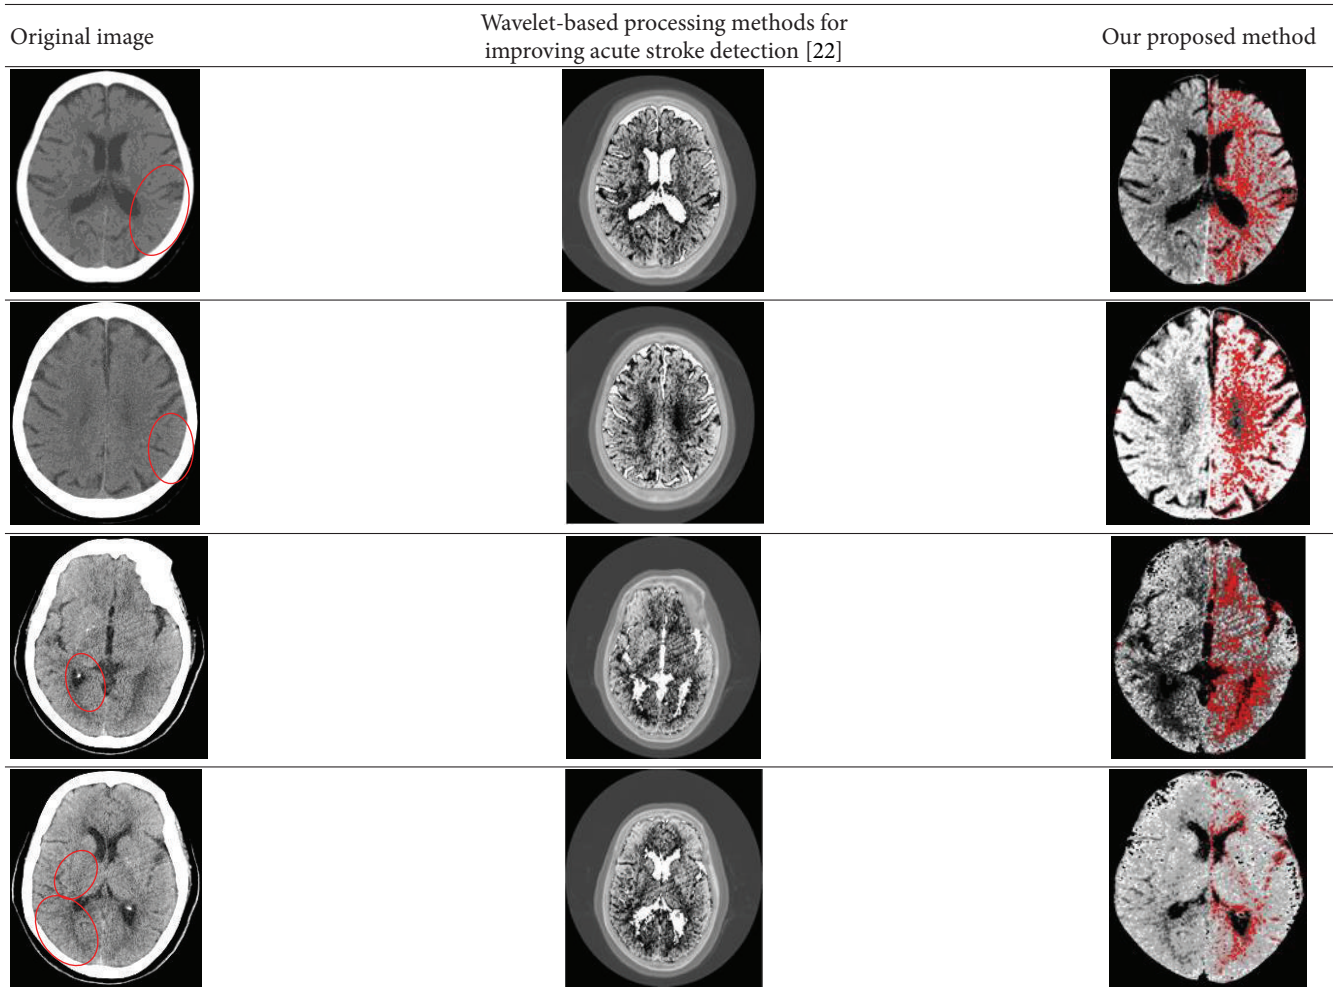 Original image
Wavelet-based processing methods for
improving acute stroke detection [22]
Our proposed method